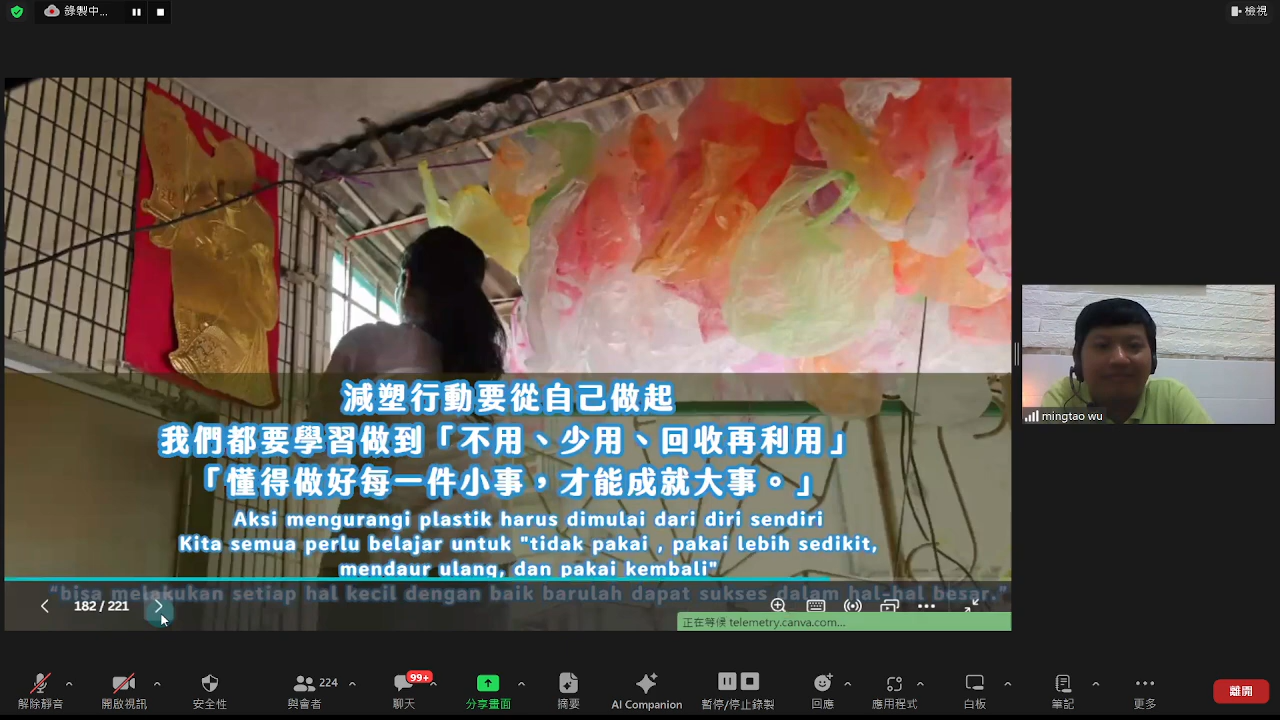 錄製中...
檢視
減塑行動要從自己做起
我們都要學習做到「不用、少用、回收再利用」
「懂得做好每一件小事，才能成就大事。」
Aksi mengurangi plastik harus dimulai dari diri sendiri
Kita semua perlu belajar untuk "tidak pakai , pakai lebih sedikit,
mendaur ulang, dan pakai kembali"
“bisa melakukan setiap hal kecil dengan baik barulah dapat sukses dalam hal-hal besar.”
182 / 221
正在等候 telemetry.canva.com...
mingtao wu
224
99+
解除靜音
開啟視訊
安全性
與會者
聊天
分享畫面
摘要
AI Companion
暫停/停止錄製
回應
應用程式
白板
筆記
更多
離開